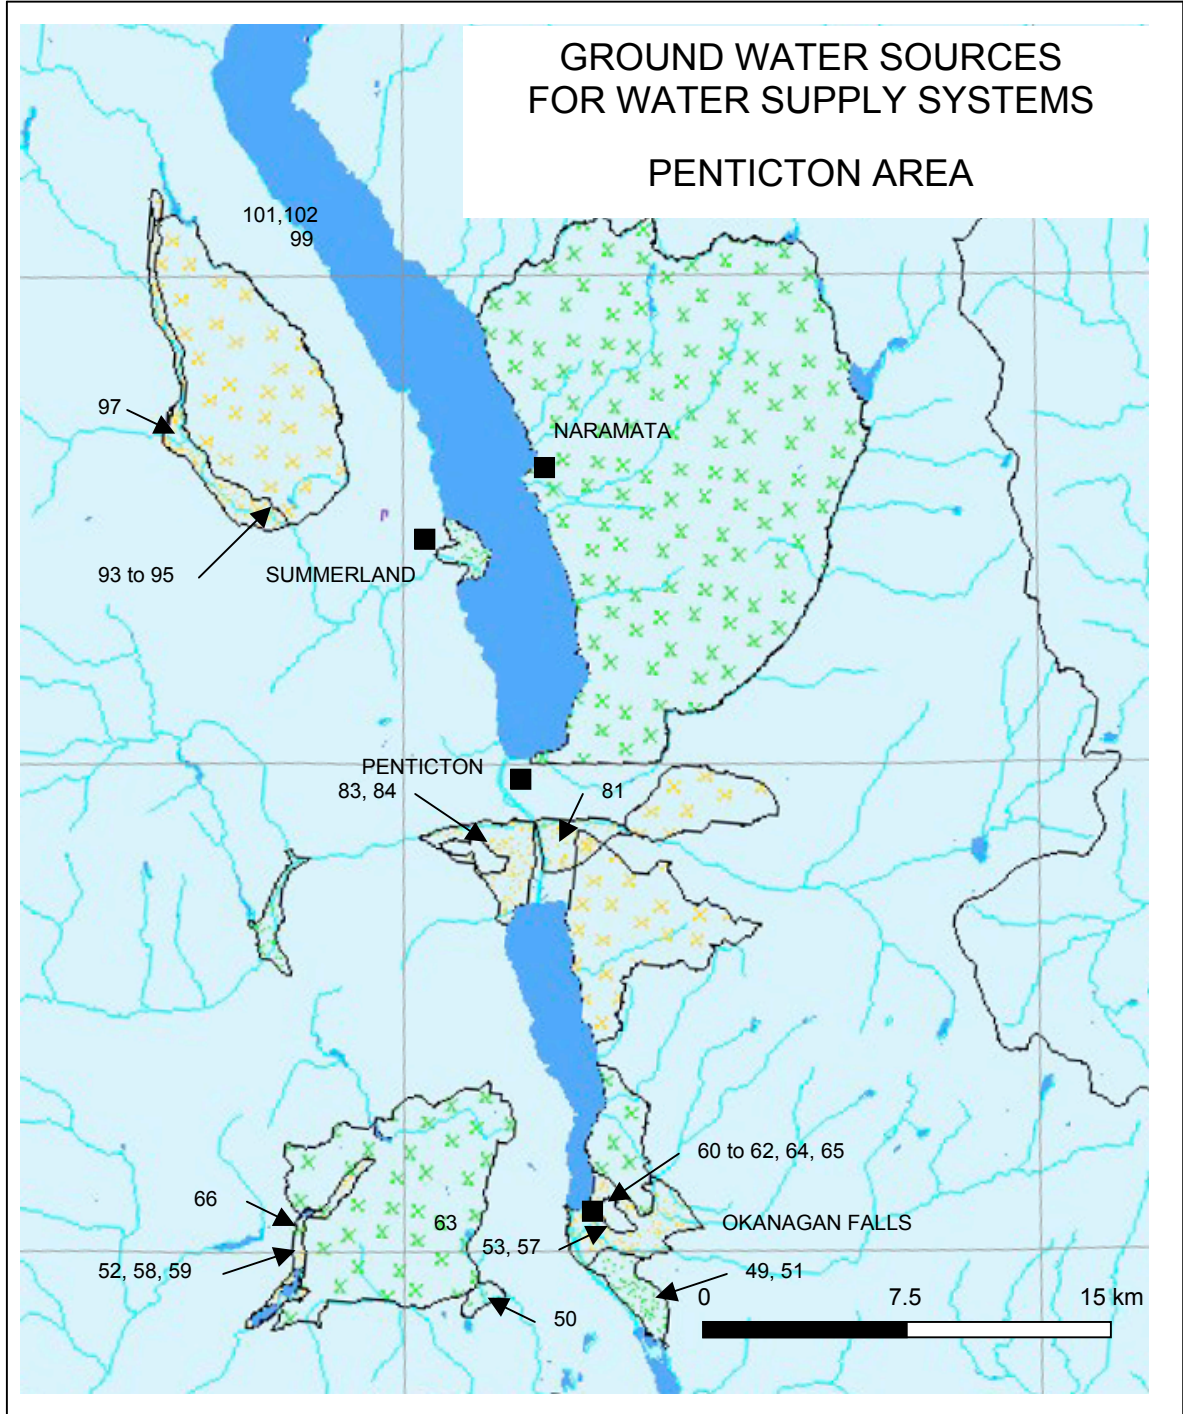 GROUND WATER SOURCES
FOR WATER SUPPLY SYSTEMS
PENTICTON AREA
101,102
99
97
NARAMATA
93 to 95
SUMMERLAND
PENTICTON
83, 84
81
60 to 62, 64, 65
66
63
OKANAGAN FALLS
53, 57
52, 58, 59
49, 51
50
0 7.5 15 km